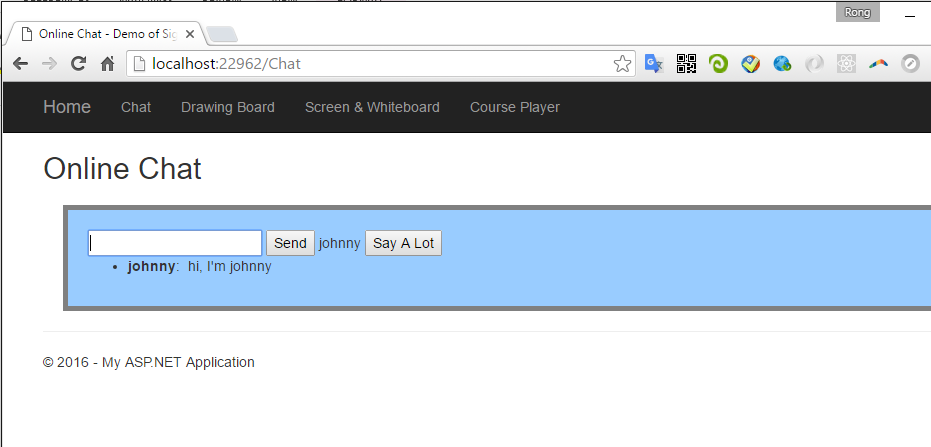 Rong
Online Chat - Demo of Sig
localhost:22962/Chat
Home Chat Drawing Board Screen & Whiteboard Course Player
Online Chat
Send johnny Say A Lot
johnny: hi, I'm johnny
© 2016 - My ASP.NET Application